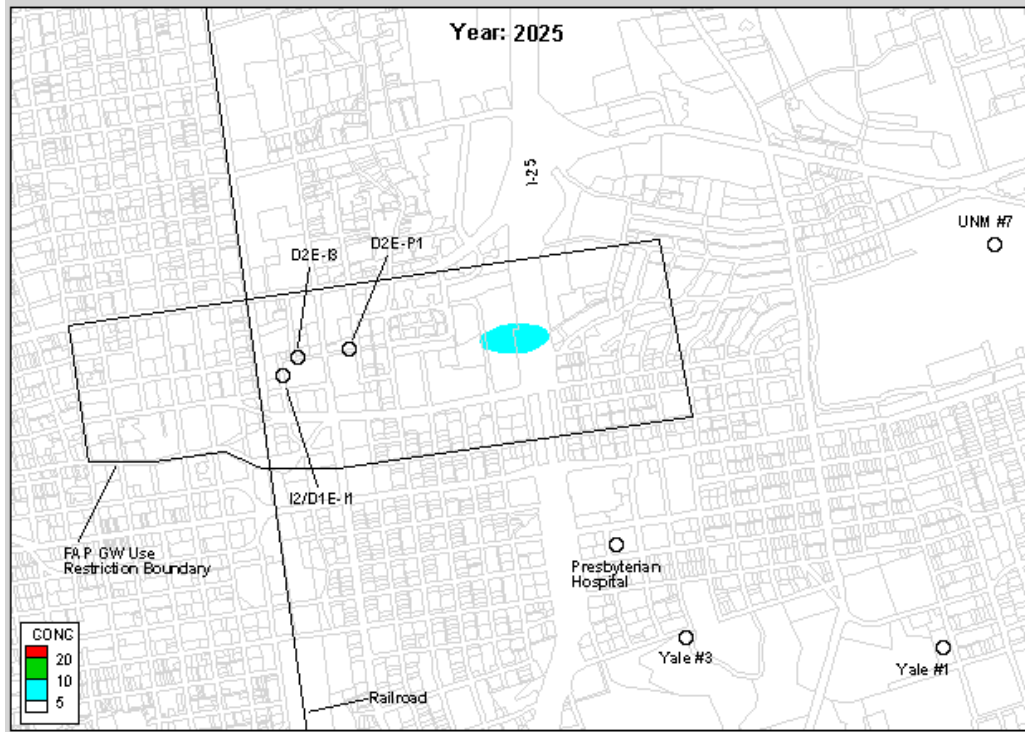 Year: 2025
I-25
UNM #7
D2E-P1
D2E-I3
I2/D1E-I1
FAP GW Use
Restriction Boundary
Presbyterian
Hospital
Yale #3
Yale #1
Railroad
CONC
20
10
5